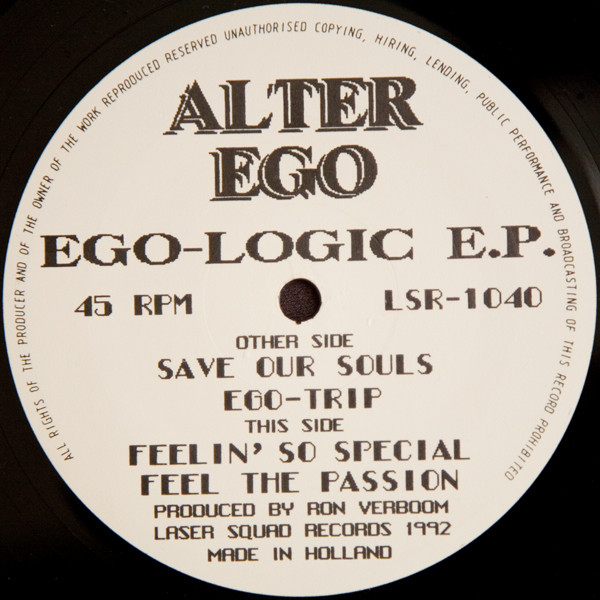 ALL RIGHTS OF THE PRODUCER AND OF THE OWNER OF THE WORK REPRODUCED RESERVED UNAUTHORISED COPYING, HIRING, LENDING, PUBLIC PERFORMANCE AND BROADCASTING OF THIS RECORD PROHIBITED
ALTER
EGO
EGO-LOGIC E.P.
45 RPM LSR-1040
OTHER SIDE
SAVE OUR SOULS
EGO-TRIP
THIS SIDE
FEELIN' SO SPECIAL
FEEL THE PASSION
PRODUCED BY RON VERBOOM
LASER SQUAD RECORDS 1992
MADE IN HOLLAND